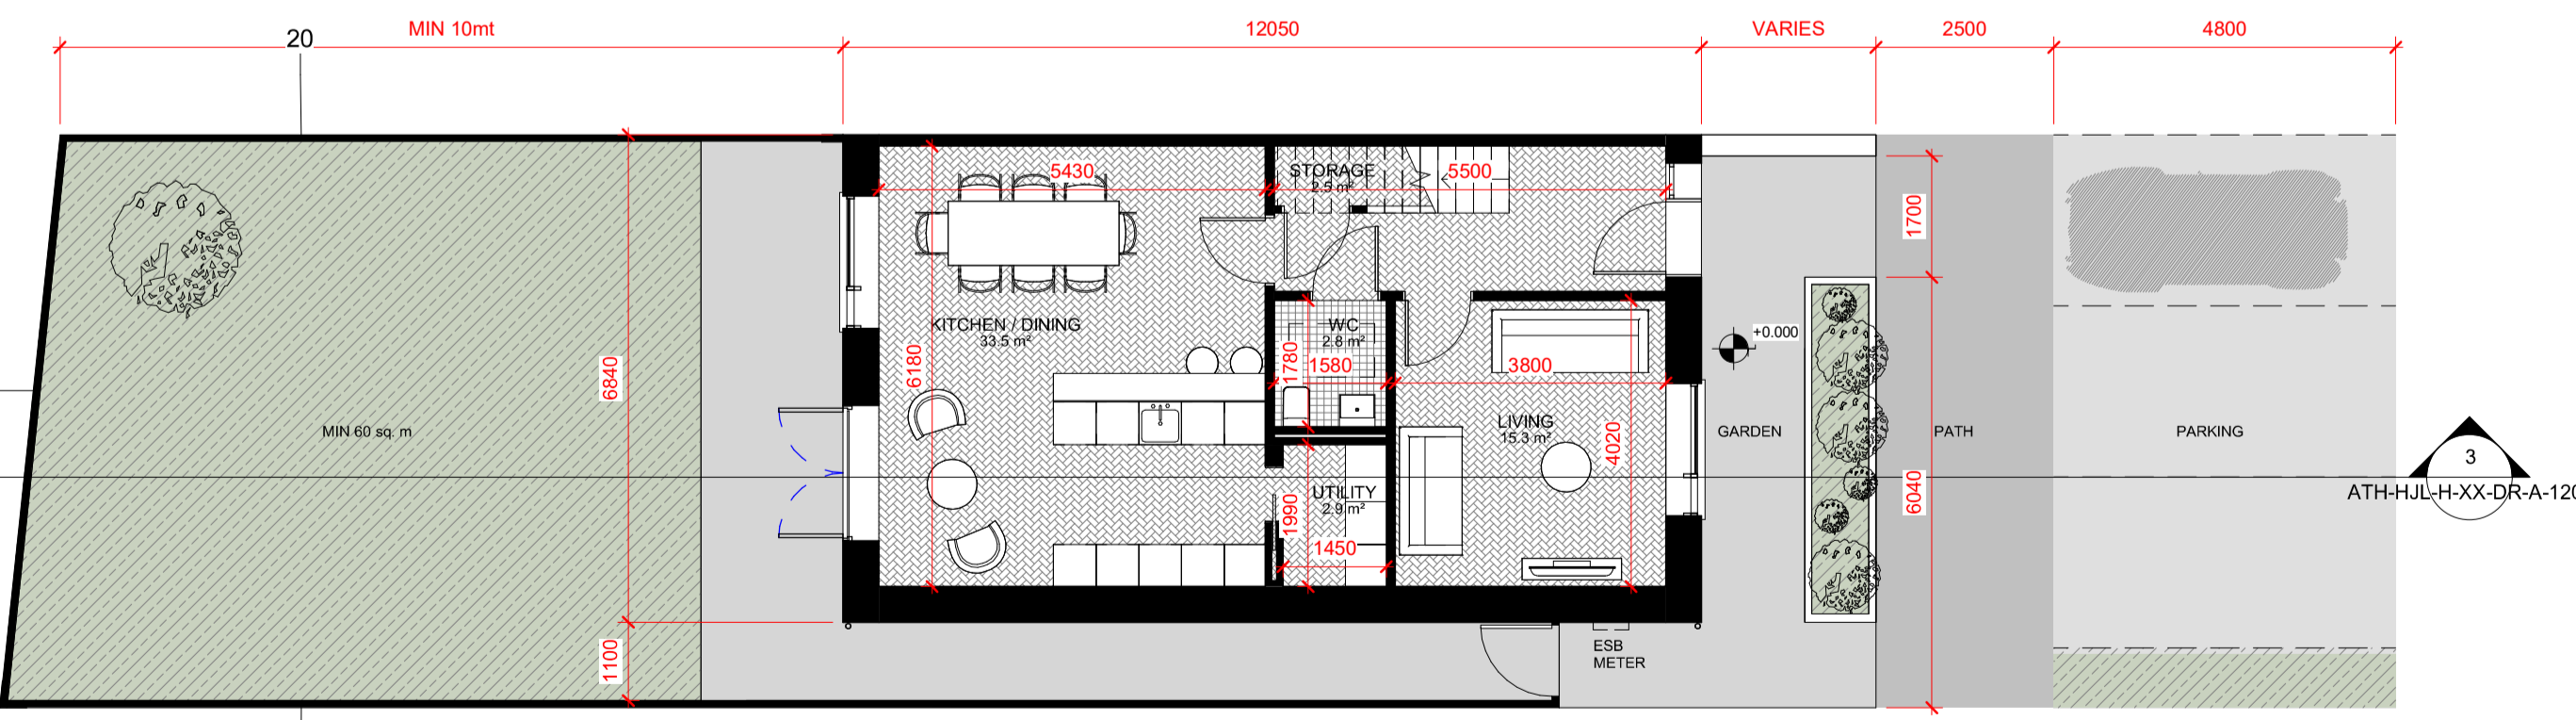 MIN 10mt
12050
VARIES
2500
4800
20
5430
STORAGE
2.5 m²
5500
1700
KITCHEN / DINING
33.5 m²
6180
6840
WC
2.8 m²
1780
1580
3800
+0.000
MIN 60 sq. m
LIVING
15.3 m²
4020
GARDEN
PATH
PARKING
3
ATH-HJL-H-XX-DR-A-120
UTILITY
2.9 m²
1990
1450
6040
1100
ESB
METER